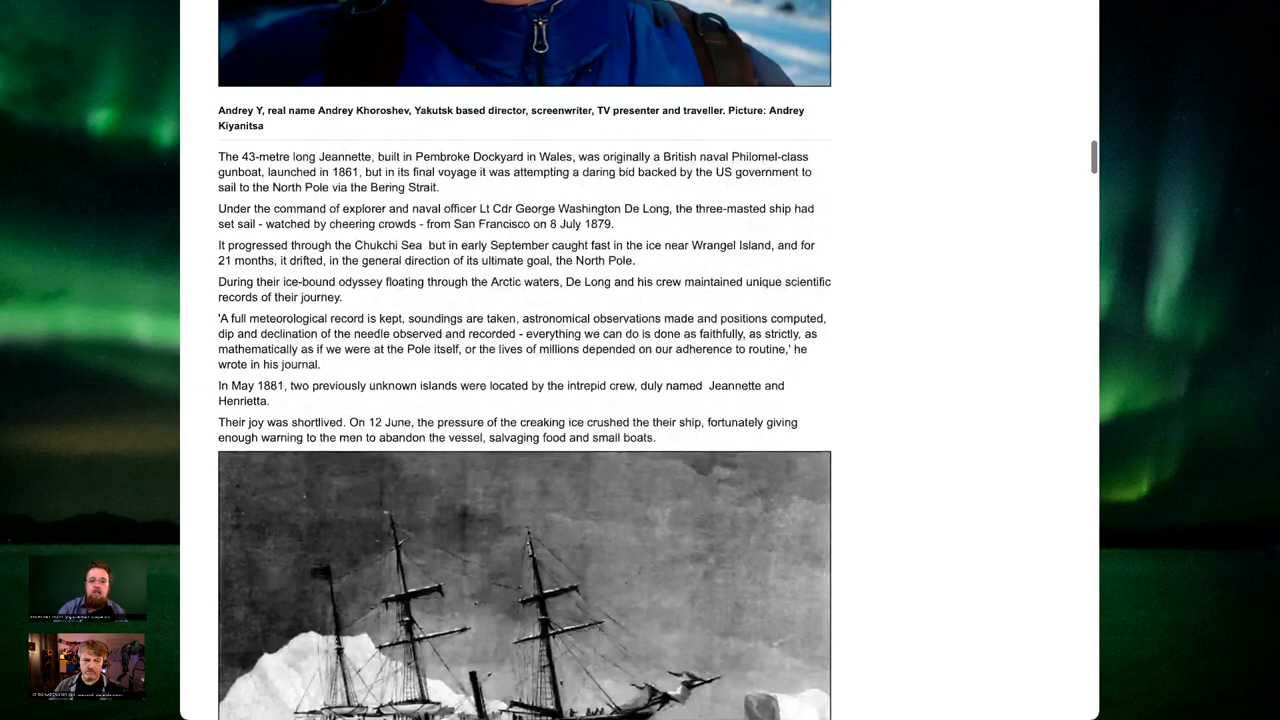 Andrey Y, real name Andrey Khoroshev, Yakutsk based director, screenwriter, TV presenter and traveller. Picture: Andrey
Kiyanitsa
The 43-metre long Jeannette, built in Pembroke Dockyard in Wales, was originally a British naval Philomel-class
gunboat, launched in 1861, but in its final voyage it was attempting a daring bid backed by the US government to
sail to the North Pole via the Bering Strait.
Under the command of explorer and naval officer Lt Cdr George Washington De Long, the three-masted ship had
set sail - watched by cheering crowds - from San Francisco on 8 July 1879.
It progressed through the Chukchi Sea  but in early September caught fast in the ice near Wrangel Island, and for
21 months, it drifted, in the general direction of its ultimate goal, the North Pole.
During their ice-bound odyssey floating through the Arctic waters, De Long and his crew maintained unique scientific
records of their journey.
'A full meteorological record is kept, soundings are taken, astronomical observations made and positions computed,
dip and declination of the needle observed and recorded - everything we can do is done as faithfully, as strictly, as
mathematically as if we were at the Pole itself, or the lives of millions depended on our adherence to routine,' he
wrote in his journal.
In May 1881, two previously unknown islands were located by the intrepid crew, duly named  Jeannette and
Henrietta.
Their joy was shortlived. On 12 June, the pressure of the creaking ice crushed the their ship, fortunately giving
enough warning to the men to abandon the vessel, salvaging food and small boats.